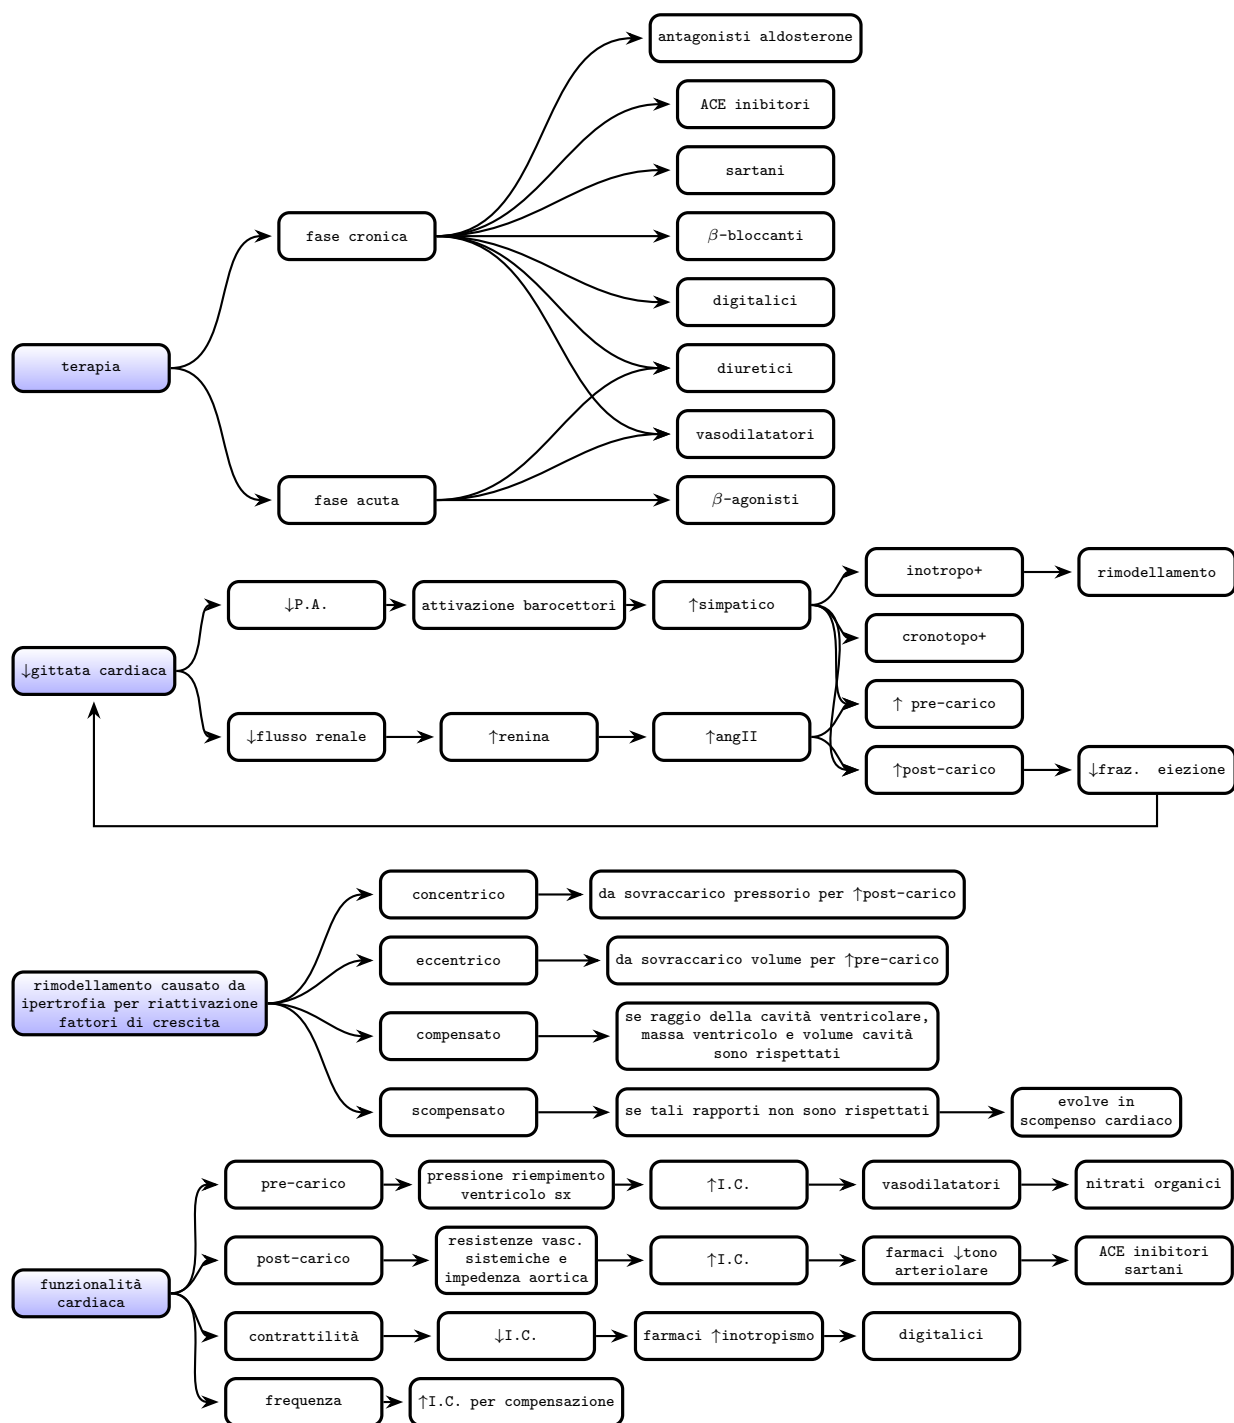 antagonisti aldosterone
ACE inibitori
sartani
fase cronica
β-bloccanti
digitalici
terapia
diuretici
vasodilatatori
fase acuta
β-agonisti
↓gittata cardiaca
↓P.A.
attivazione barocettori
↑simpatico
inotropo+
rimodellamento
cronotopo+
↑ pre-carico
↓flusso renale
↑renina
↑angII
↑post-carico
↓fraz. eiezione
rimodellamento causato da
ipertrofia per riattivazione
fattori di crescita
concentrico
da sovraccarico pressorio per ↑post-carico
eccentrico
da sovraccarico volume per ↑pre-carico
compensato
se raggio della cavità ventricolare,
massa ventricolo e volume cavità
sono rispettati
scompensato
se tali rapporti non sono rispettati
evolve in
scompenso cardiaco
funzionalità
cardiaca
pre-carico
pressione riempimento
ventricolo sx
↑I.C.
vasodilatatori
nitrati organici
post-carico
resistenze vasc.
sistemiche e
impedenza aortica
↑I.C.
farmaci ↓tono
arteriolare
ACE inibitori
sartani
contrattilità
↓I.C.
farmaci ↑inotropismo
digitalici
frequenza
↑I.C. per compensazione